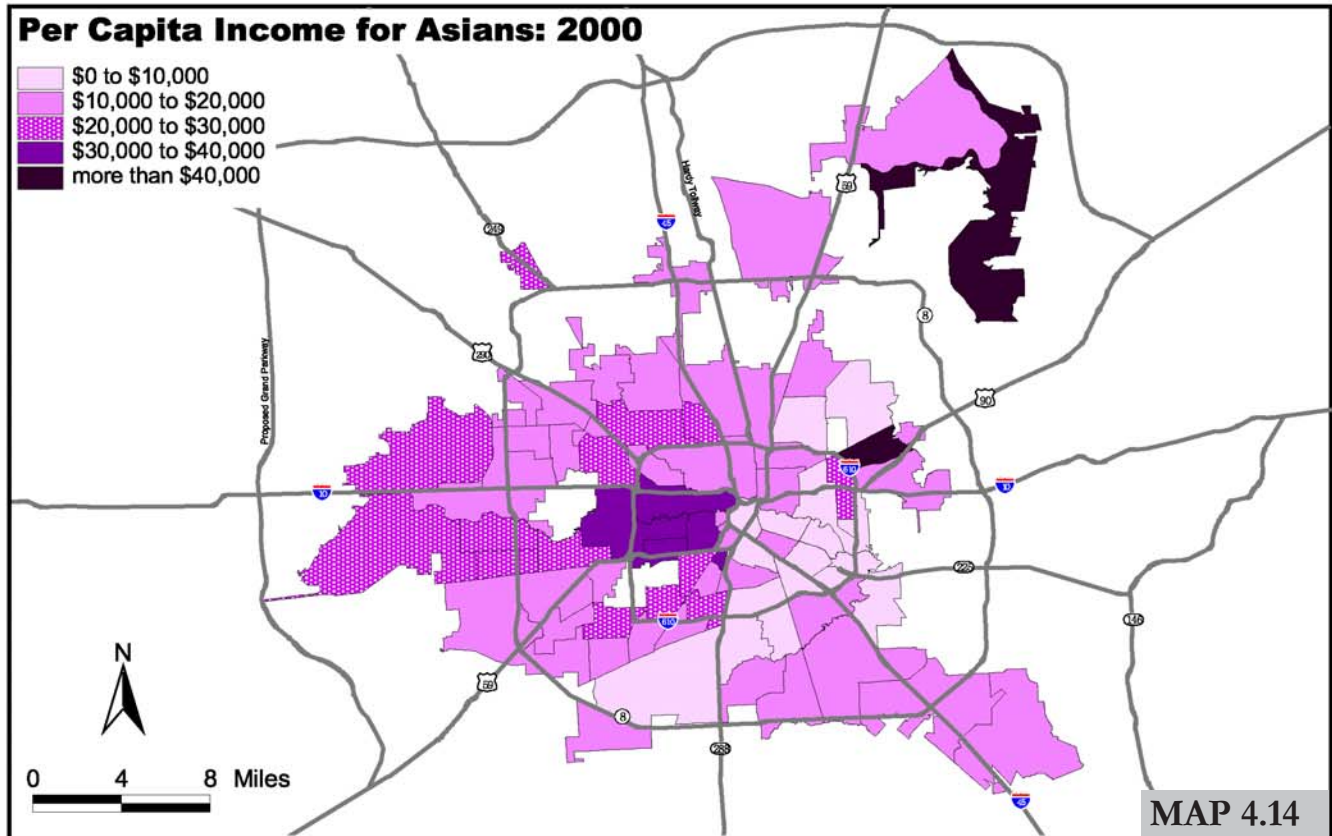 Per Capita Income for Asians: 2000
$0 to $10,000
$10,000 to $20,000
$20,000 to $30,000
$30,000 to $40,000
more than $40,000
Hardy Tollway
59
45
249
8
290
Proposed Grand Parkway
90
610
10
10
225
146
610
N
59
8
288
0 4 8 Miles
45
MAP 4.14